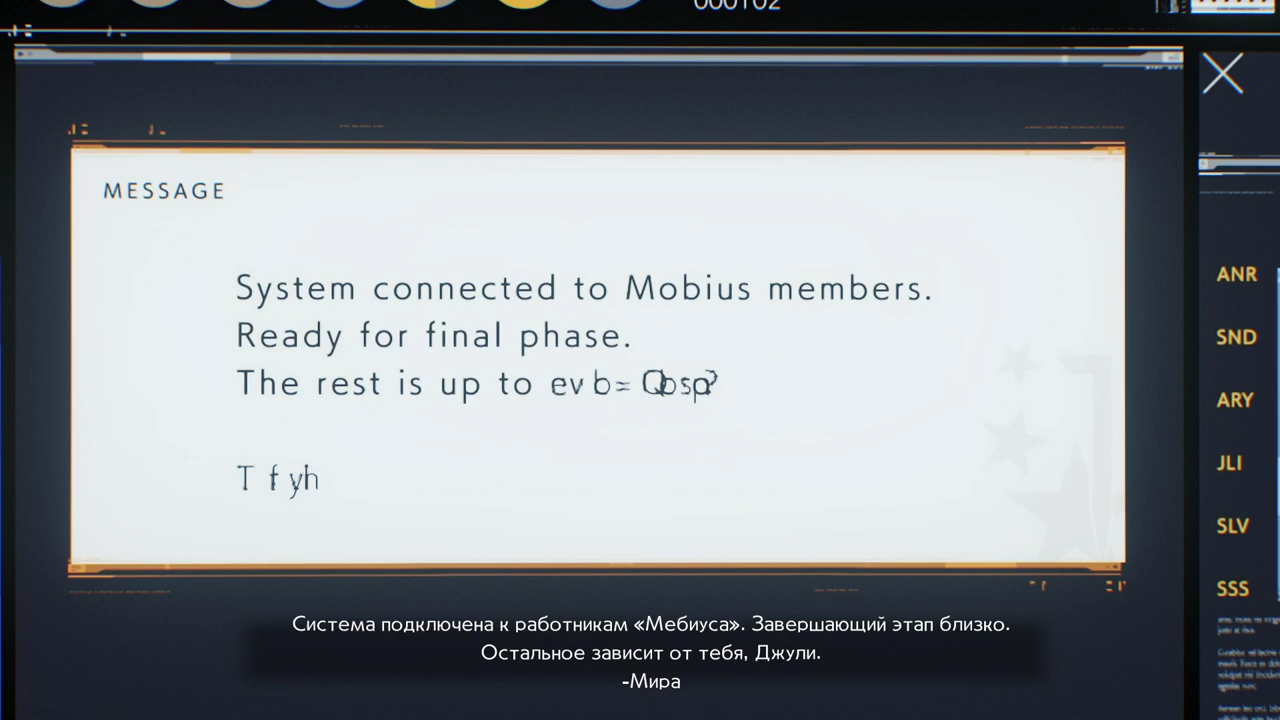 000102
MESSAGE
System connected to Mobius members.
Ready for final phase.
The rest is up to
ANR
SND
ARY
JLI
SLV
SSS
Система подключена к работникам «Мебиуса». Завершающий этап близко.
Остальное зависит от тебя, Джули.
-Мира